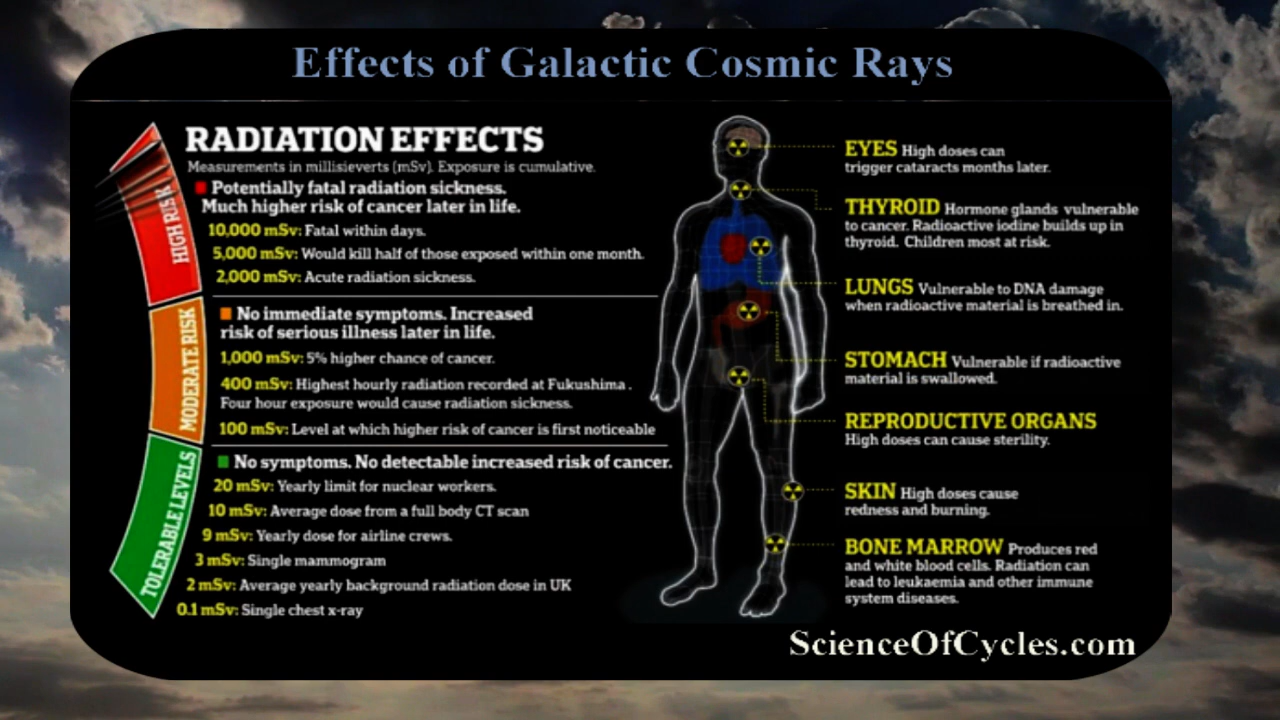 Effects of Galactic Cosmic Rays
RADIATION EFFECTS
Measurements in millisieverts (mSv). Exposure is cumulative.
HIGH RISK
Potentially fatal radiation sickness.
Much higher risk of cancer later in life.
10,000 mSv: Fatal within days.
5,000 mSv: Would kill half of those exposed within one month.
2,000 mSv: Acute radiation sickness.
MODERATE RISK
No immediate symptoms. Increased
risk of serious illness later in life.
1,000 mSv: 5% higher chance of cancer.
400 mSv: Highest hourly radiation recorded at Fukushima .
Four hour exposure would cause radiation sickness.
100 mSv: Level at which higher risk of cancer is first noticeable
TOLERABLE LEVELS
No symptoms. No detectable increased risk of cancer.
20 mSv: Yearly limit for nuclear workers.
10 mSv: Average dose from a full body CT scan
9 mSv: Yearly dose for airline crews.
3 mSv: Single mammogram
2 mSv: Average yearly background radiation dose in UK
0.1 mSv: Single chest x-ray
EYES High doses can
trigger cataracts months later.
THYROID Hormone glands vulnerable
to cancer. Radioactive iodine builds up in
thyroid. Children most at risk.
LUNGS Vulnerable to DNA damage
when radioactive material is breathed in.
STOMACH Vulnerable if radioactive
material is swallowed.
REPRODUCTIVE ORGANS
High doses can cause sterility.
SKIN High doses cause
redness and burning.
BONE MARROW Produces red
and white blood cells. Radiation can
lead to leukaemia and other immune
system diseases.
ScienceOfCycles.com